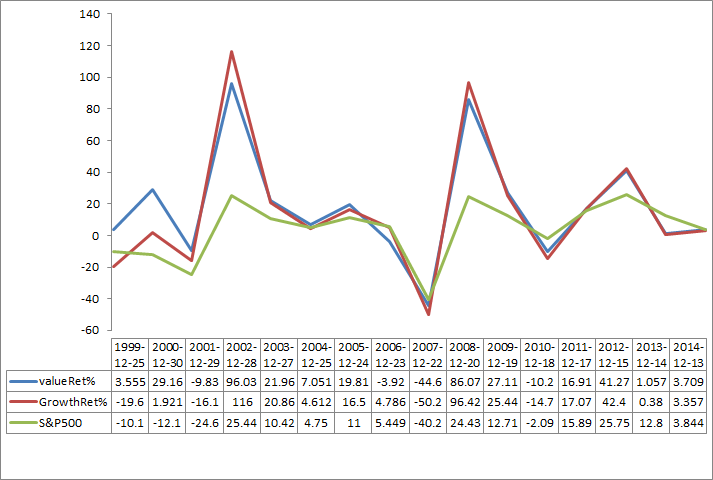 140
120
100
80
60
40
20
0
-20
-40
-60
1999- 2000- 2001- 2002- 2003- 2004- 2005- 2006- 2007- 2008- 2009- 2010- 2011- 2012- 2013- 2014-
12-25 12-30 12-29 12-28 12-27 12-25 12-24 12-23 12-22 12-20 12-19 12-18 12-17 12-15 12-14 12-13
valueRet% 3.555 29.16 -9.83 96.03 21.96 7.051 19.81 -3.92 -44.6 86.07 27.11 -10.2 16.91 41.27 1.057 3.709
GrowthRet% -19.6 1.921 -16.1 116 20.86 4.612 16.5 4.786 -50.2 96.42 25.44 -14.7 17.07 42.4 0.38 3.357
S&P500 -10.1 -12.1 -24.6 25.44 10.42 4.75 11 5.449 -40.2 24.43 12.71 -2.09 15.89 25.75 12.8 3.844